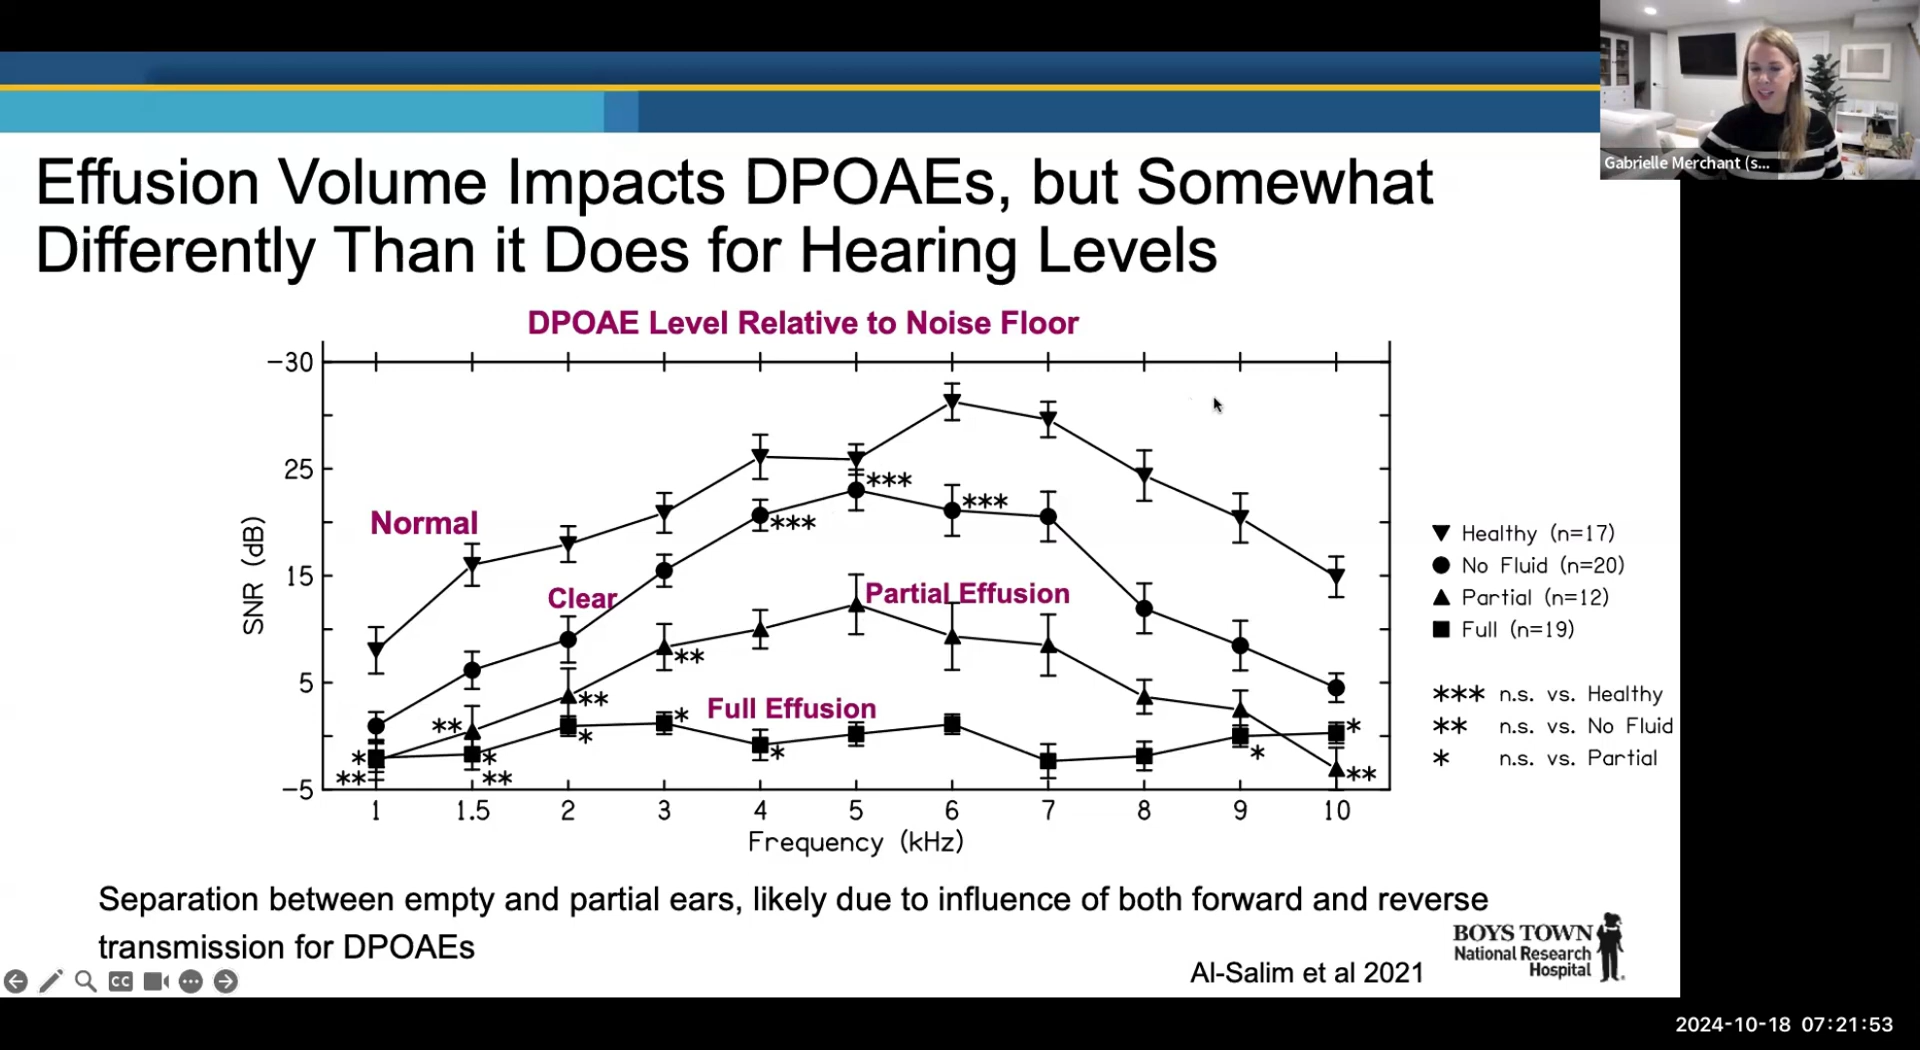 Gabrielle Merchant (s...
Effusion Volume Impacts DPOAEs, but Somewhat
Differently Than it Does for Hearing Levels
DPOAE Level Relative to Noise Floor
−30
25
15
5
−5
SNR (dB)
Normal
Clear
Partial Effusion
Full Effusion
***
***
***
**
**
**
*
*
*
*
**
*
**
*
*
**
1 1.5 2 3 4 5 6 7 8 9 10
Frequency (kHz)
Healthy (n=17)
No Fluid (n=20)
Partial (n=12)
Full (n=19)
*** n.s. vs. Healthy
** n.s. vs. No Fluid
* n.s. vs. Partial
Separation between empty and partial ears, likely due to influence of both forward and reverse
transmission for DPOAEs
Al-Salim et al 2021
BOYS TOWN
National Research
Hospital
CC
2024-10-18 07:21:53